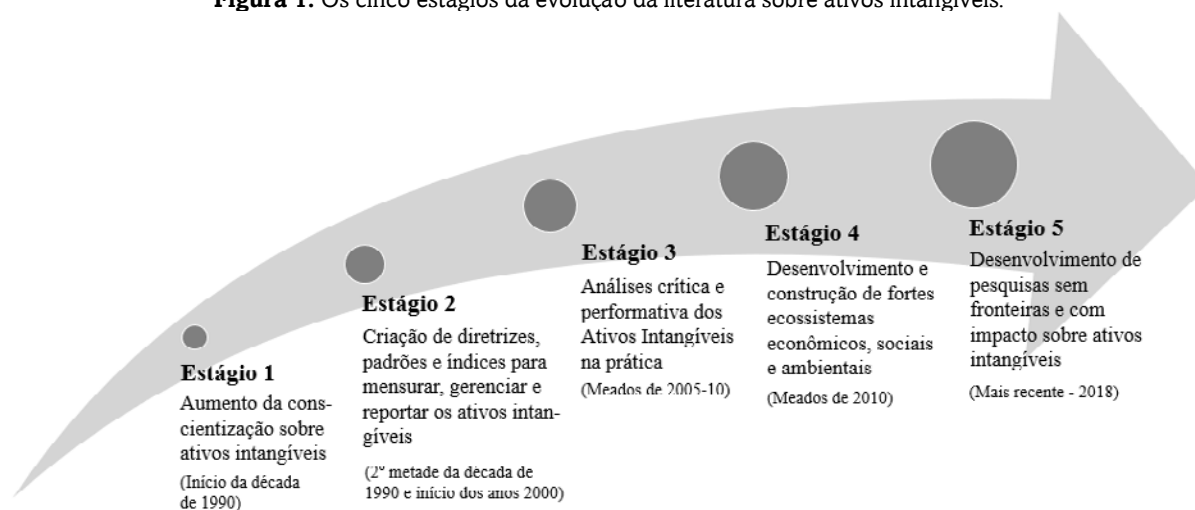 Figura 1. Os cinco estágios da evolução da literatura sobre ativos intangíveis.
Estágio 1
Aumento da cons-
cientização sobre
ativos intangíveis
(Início da década
de 1990)
Estágio 2
Criação de diretrizes,
padrões e índices para
mensurar, gerenciar e
reportar os ativos intan-
gíveis
(2º metade da década de
1990 e início dos anos 2000)
Estágio 3
Análises crítica e
performativa dos
Ativos Intangíveis
na prática
(Meados de 2005-10)
Estágio 4
Desenvolvimento e
construção de fortes
ecossistemas
econômicos, sociais
e ambientais
(Meados de 2010)
Estágio 5
Desenvolvimento de
pesquisas sem
fronteiras e com
impacto sobre ativos
intangíveis
(Mais recente - 2018)